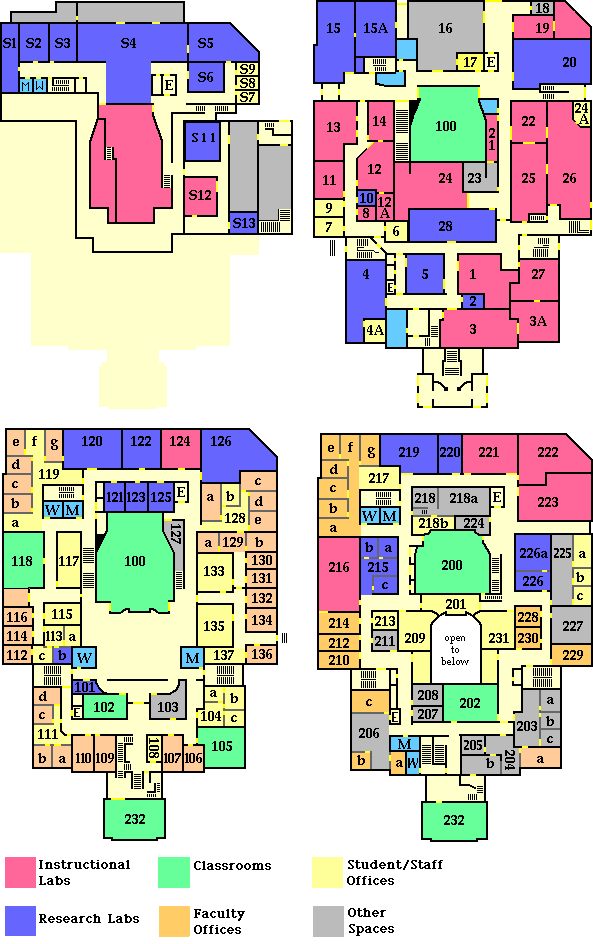 S1 S2 S3 S4 S5
S6
S9
S8
S7
M W E
S11
S12
S13
15 15A 16 18 19
17 E
20
24
A
13 14 100 2 22
1
12
11 24 23 25 26
10 12
9 8 A
7 6 28
4 5 1 27
E
2
4A 3 3A
e f g 120 122 124 126
d 119
c
b W M 121 123 125 E
a
c
a b d
128 e
127
a 129 b
118 117 100 130
133 131
132
116 115 135 134
114 113 a
112 c b W M 137 136
101
d 102 103 a b
c E 104 c
111 105
b a 110 109 108 107 106
232
e f g 219 220 221 222
d 217
c
b W M 218 218a E 223
a 218b 224
b a 200 226a 225 a
216 215 b
c 226 c
201
214 213 209 open 231 228 227
212 211 to 230
210 below 229
c 208 202 a
207 203 b
206 E c
M 205 204
b a W b a
232
Instructional
Labs
Classrooms
Student/Staff
Offices
Research Labs
Faculty
Offices
Other
Spaces